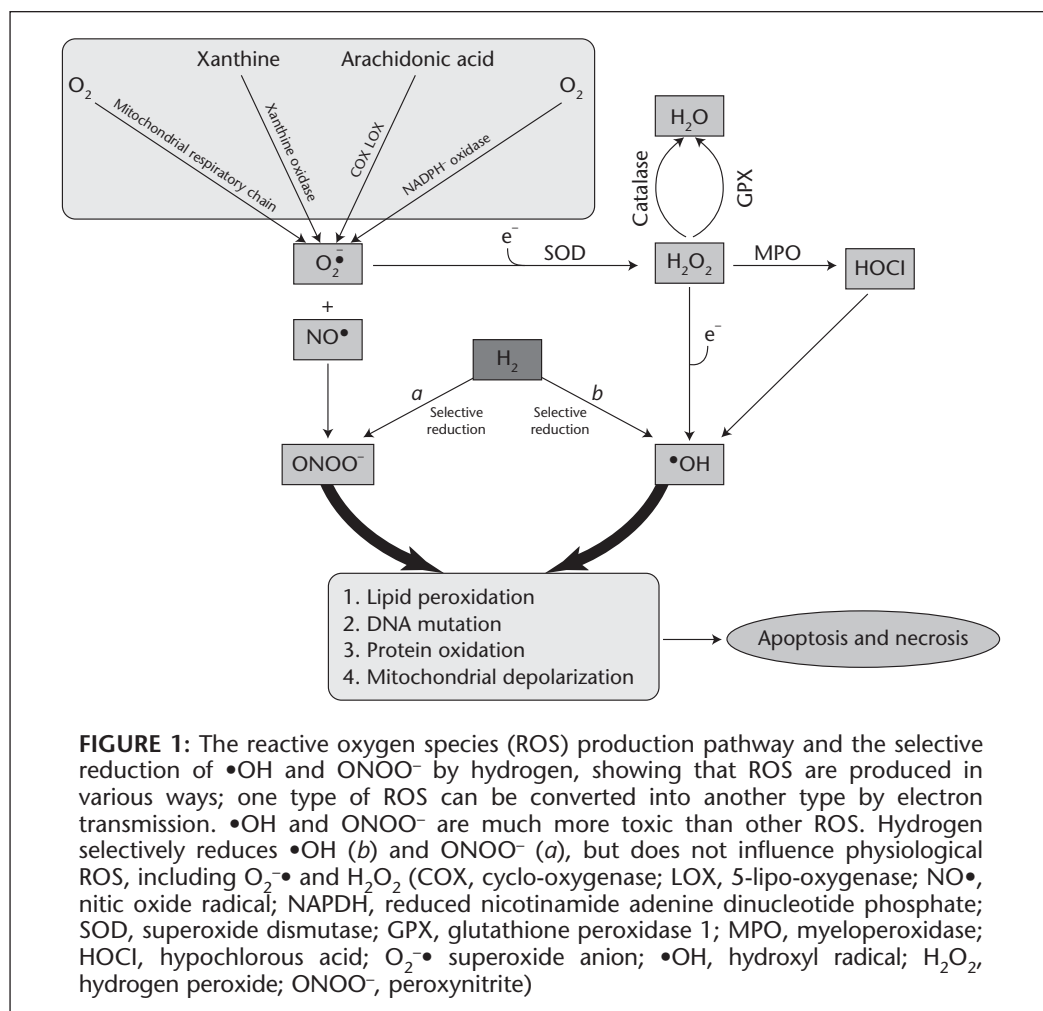 Xanthine Arachidonic acid
O₂ O₂
Mitochondrial respiratory chain
Xanthine oxidase
COX LOX
NADPH⁻ oxidase
H₂O
Catalase
GPX
O₂•⁻
e⁻
SOD
H₂O₂
MPO
HOCl
+
NO•
H₂
e⁻
a
b
Selective
reduction
Selective
reduction
ONOO⁻
•OH
1. Lipid peroxidation
2. DNA mutation
3. Protein oxidation
4. Mitochondrial depolarization
Apoptosis and necrosis
FIGURE 1: The reactive oxygen species (ROS) production pathway and the selective
reduction of •OH and ONOO⁻ by hydrogen, showing that ROS are produced in
various ways; one type of ROS can be converted into another type by electron
transmission. •OH and ONOO⁻ are much more toxic than other ROS. Hydrogen
selectively reduces •OH (b) and ONOO⁻ (a), but does not influence physiological
ROS, including O₂⁻• and H₂O₂ (COX, cyclo-oxygenase; LOX, 5-lipo-oxygenase; NO•,
nitic oxide radical; NAPDH, reduced nicotinamide adenine dinucleotide phosphate;
SOD, superoxide dismutase; GPX, glutathione peroxidase 1; MPO, myeloperoxidase;
HOCl, hypochlorous acid; O₂⁻• superoxide anion; •OH, hydroxyl radical; H₂O₂,
hydrogen peroxide; ONOO⁻, peroxynitrite)